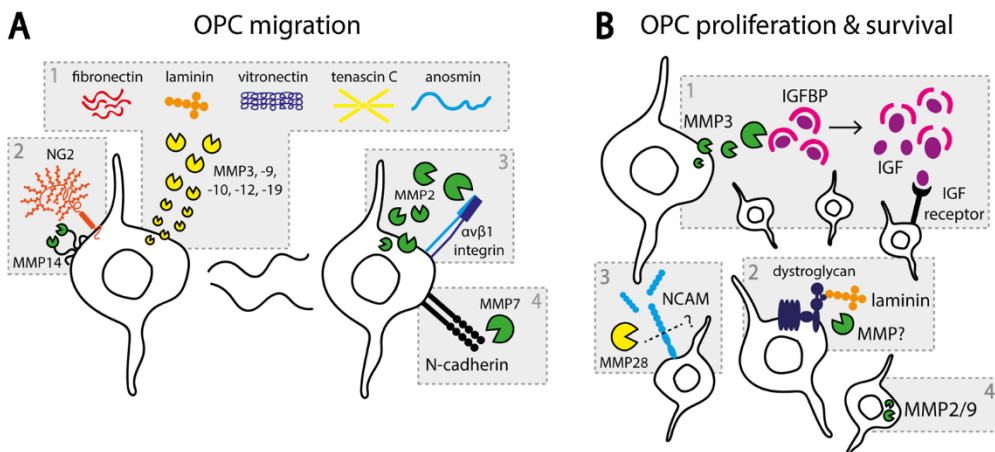 A
OPC migration
1
fibronectin
laminin
vitronectin
tenascin C
anosmin
2
NG2
MMP14
MMP3, -9,
-10, -12, -19
3
MMP2
αvβ1
integrin
4
MMP7
N-cadherin
B
OPC proliferation & survival
1
MMP3
IGFBP
IGF
IGF
receptor
2
dystroglycan
laminin
MMP?
3
NCAM
?
MMP28
4
MMP2/9